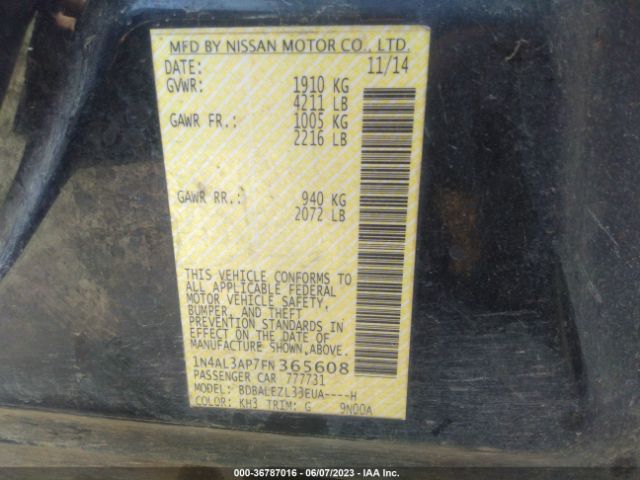 MFD BY NISSAN MOTOR CO., LTD.
DATE: 11/14
GVWR: 1910 KG
4211 LB
GAWR FR.: 1005 KG
2216 LB
GAWR RR.: 940 KG
2072 LB
THIS VEHICLE CONFORMS TO
ALL APPLICABLE FEDERAL
MOTOR VEHICLE SAFETY,
BUMPER, AND THEFT
PREVENTION STANDARDS IN
EFFECT ON THE DATE OF
MANUFACTURE SHOWN ABOVE.
1N4AL3AP7FN365608
PASSENGER CAR 777731
MODEL: BDBALEZL33EUA----H
COLOR: KH3 TRIM: G 9N00A
000-36787016 - 06/07/2023 - IAA Inc.